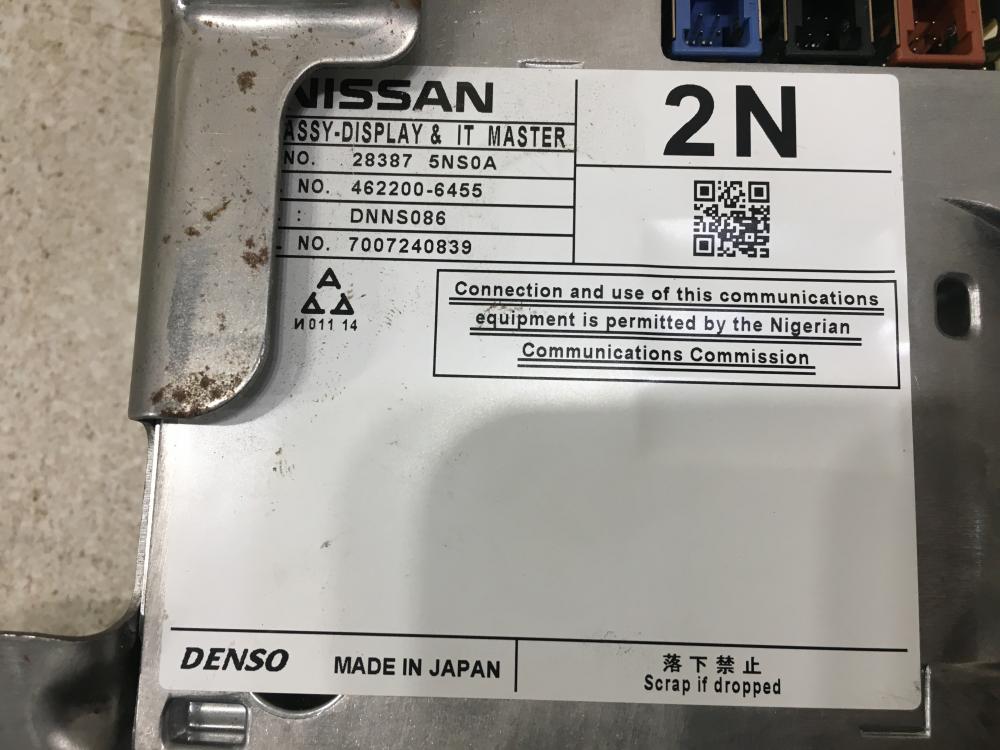 NISSAN
2N
ASSY-DISPLAY & IT MASTER
NO. 28387 5NS0A
NO. 462200-6455
: DNNS086
NO. 7007240839
И011 14
Connection and use of this communications
equipment is permitted by the Nigerian
Communications Commission
DENSO MADE IN JAPAN
落下禁止
Scrap if dropped